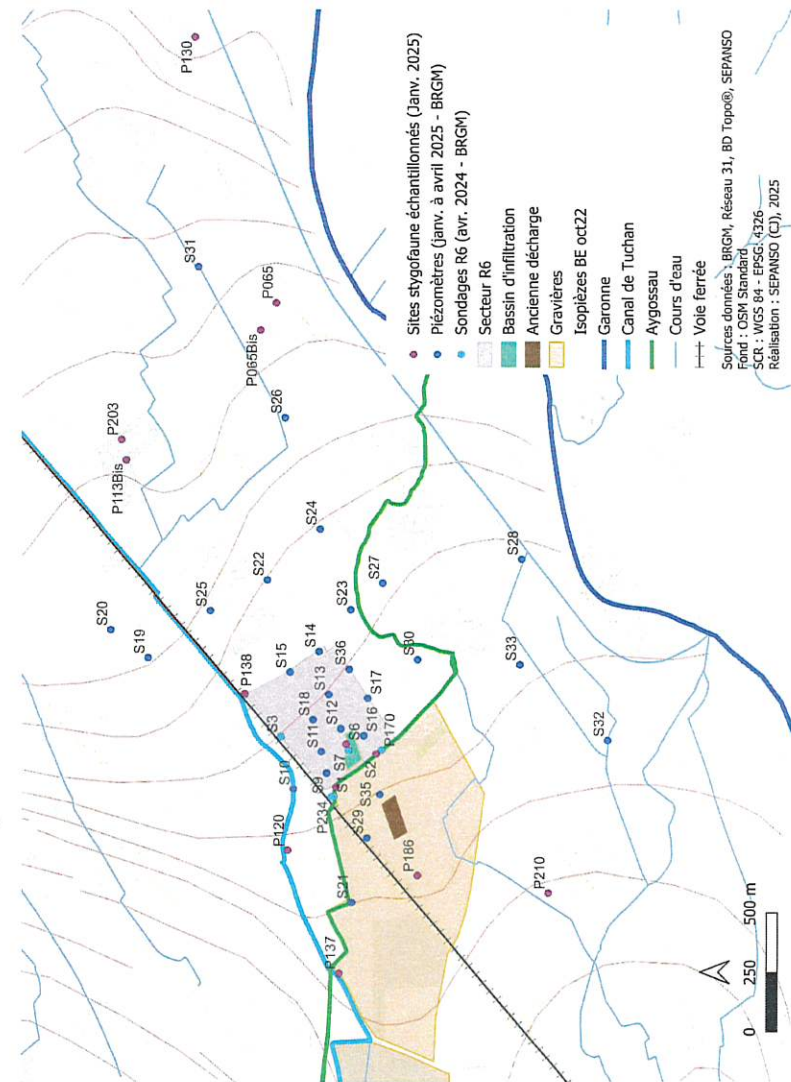 P130
S31
P065
P065Bis
S26
P203
P113Bis
S24
S22
S25
S20
S19
S23
S27
S28
P138
S15
S14
S36
S30
S33
S3
S18
S13
S12
S17
S11
S6
S16
S32
S10
S9
S7
P170
S2
P120
P234
S35
S29
P186
P210
S21
P137
Sites stygofaune échantillonnés (Janv. 2025)
Piézomètres (janv. à avril 2025 - BRGM)
Sondages R6 (avr. 2024 - BRGM)
Secteur R6
Bassin d'infiltration
Ancienne décharge
Gravières
Isopièzes BE oct22
Garonne
Canal de Tuchan
Aygossau
Cours d'eau
Voie ferrée
Sources données : BRGM, Réseau 31, BD Topo®, SEPANSO
Fond : OSM Standard
SCR : WGS 84 - EPSG: 4326
Réalisation : SEPANSO (CJ), 2025
0 250 500 m